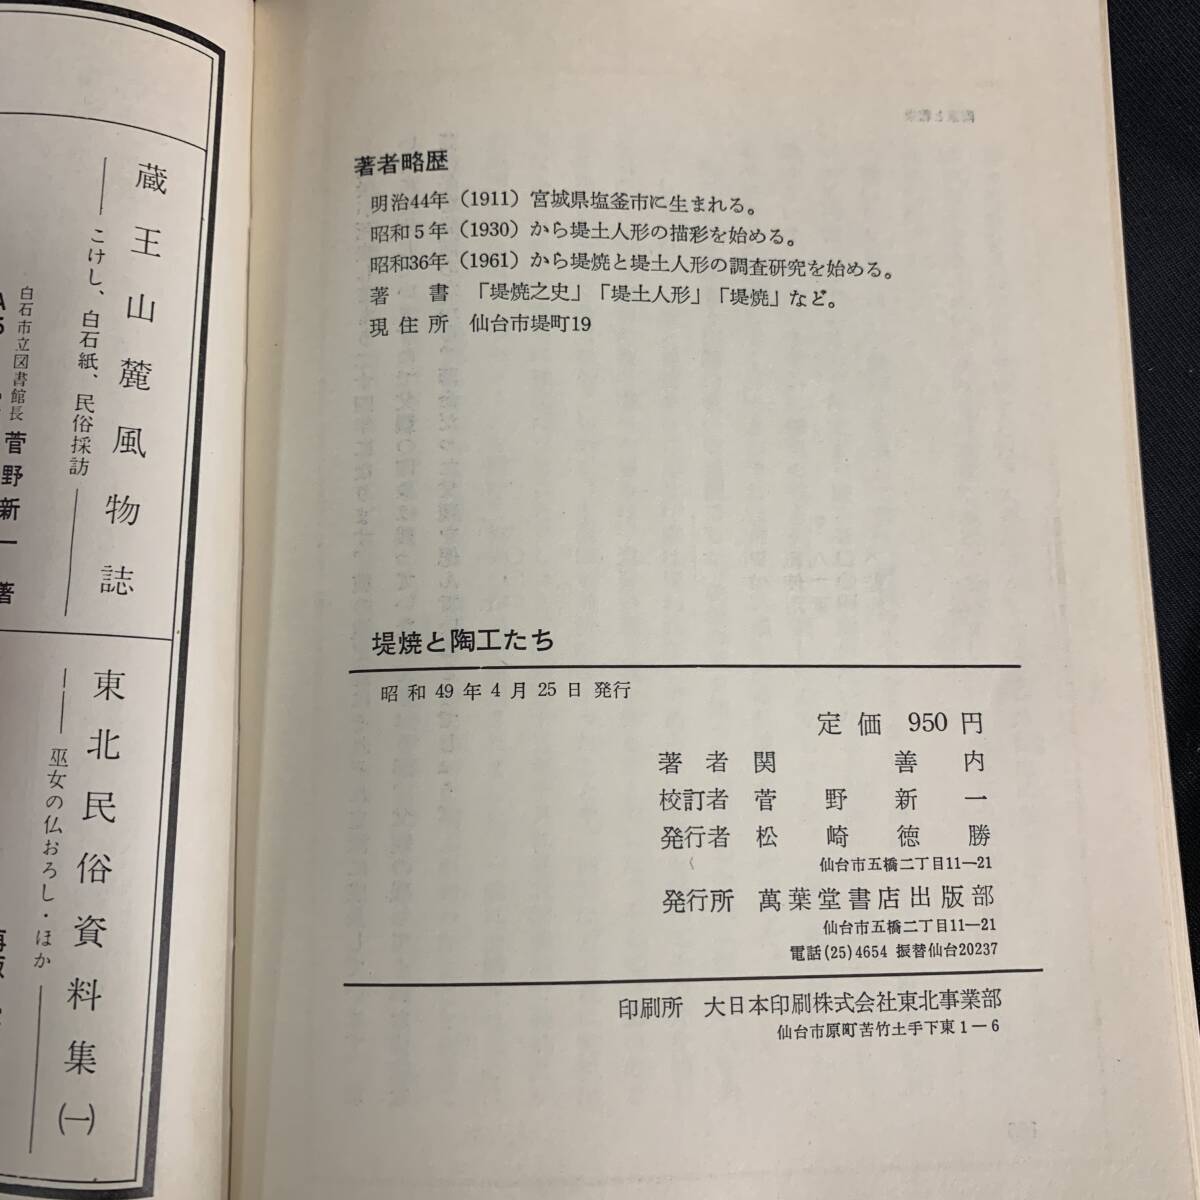 著者略歴
明治44年（1911）宮城県塩釜市に生まれる。
昭和5年（1930）から堤土人形の描彩を始める。
昭和36年（1961）から堤焼と堤土人形の調査研究を始める。
著　　書　「堤焼之史」「堤土人形」「堤焼」など。
現住所　仙台市堤町19
堤焼と陶工たち
昭和49年4月25日 発行
定価 950円
著者 関 善内
校訂者 菅野新一
発行者 松崎徳勝
仙台市五橋二丁目11―21
発行所 萬葉堂書店出版部
仙台市五橋二丁目11―21
電話(25)4654 振替仙台20237
印刷所 大日本印刷株式会社東北事業部
仙台市原町苦竹土手下東1－6
蔵王山麓風物誌
――こけし、白石紙、民俗採訪――
白石市立図書館長 菅野新一 著
東北民俗資料集(一)
――巫女の仏おろし・ほか――